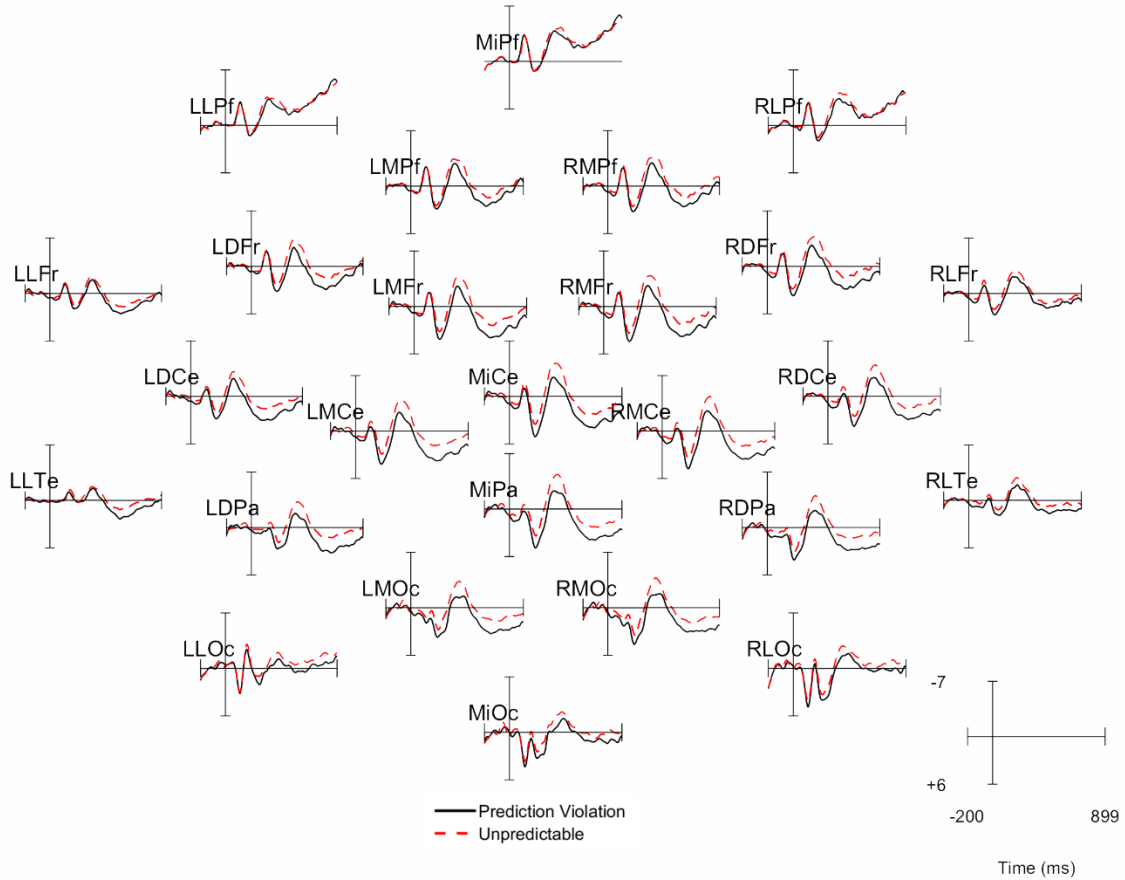 MiPf
LLPf
RLPf
LMPf
RMPf
LDFr
RDFr
LLFr
LMFr
RMFr
RLFr
LDCe
MiCe
RDCe
LMCe
RMCe
LLTe
MiPa
RLTe
LDPa
RDPa
LMOc
RMOc
LLOc
RLOc
-7
MiOc
+6
Prediction Violation
-200
899
Unpredictable
Time (ms)